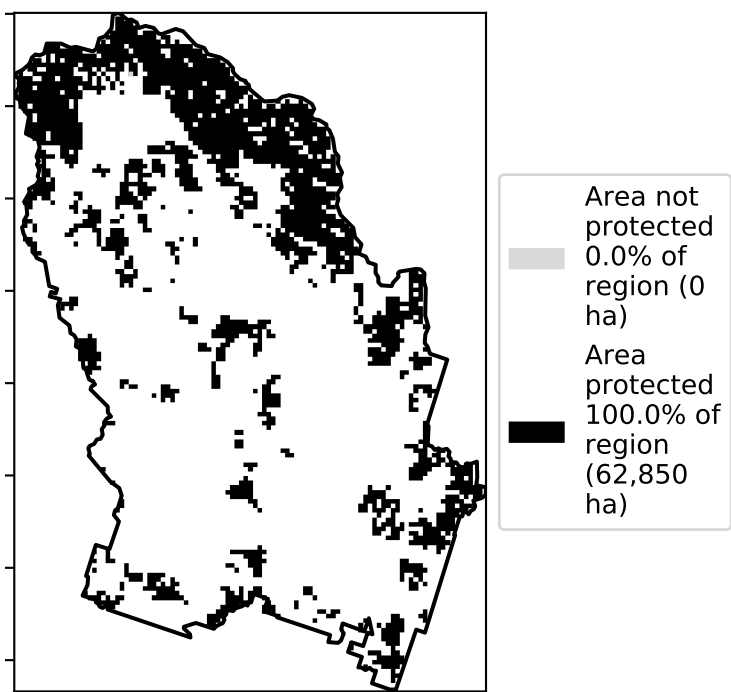 Area not
protected
0.0% of
region (0
ha)
Area
protected
100.0% of
region
(62,850
ha)